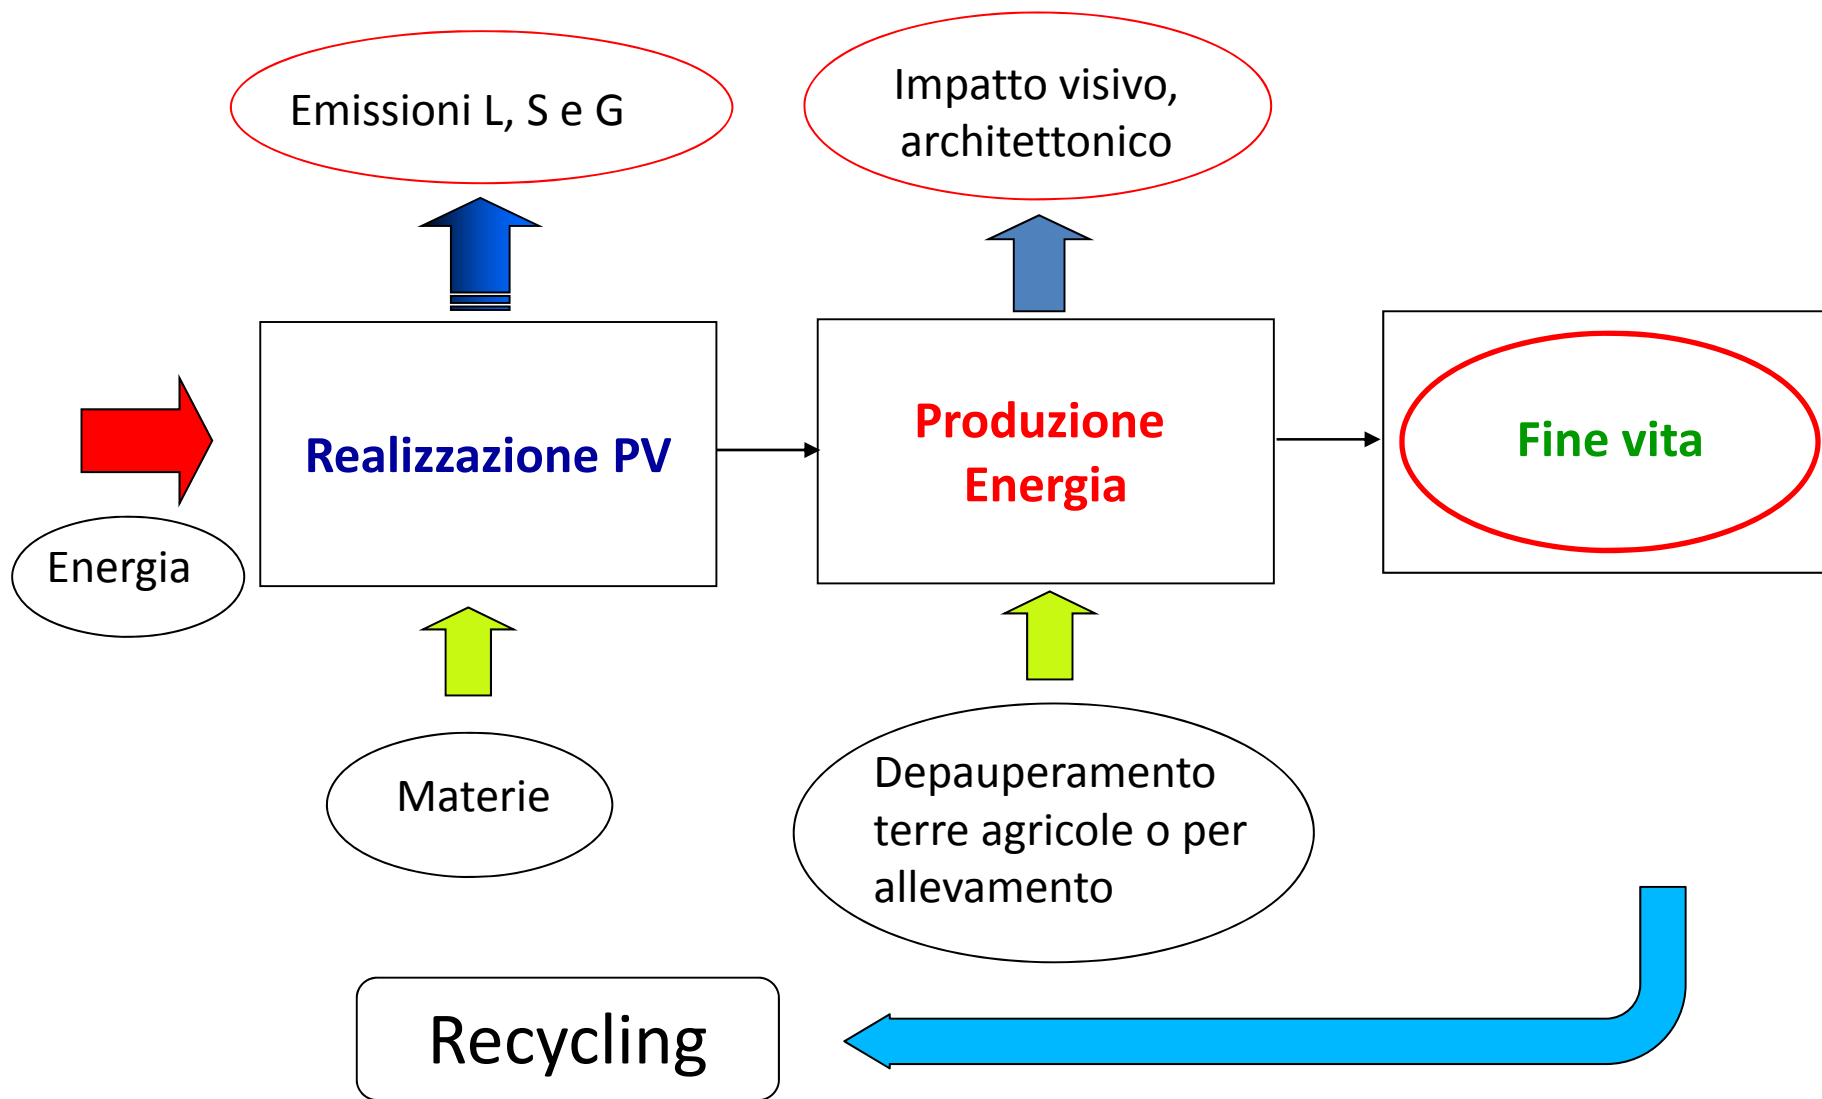 Emissioni L, S e G
Impatto visivo,
architettonico
Energia
Realizzazione PV
Produzione
Energia
Fine vita
Materie
Depauperamento
terre agricole o per
allevamento
Recycling